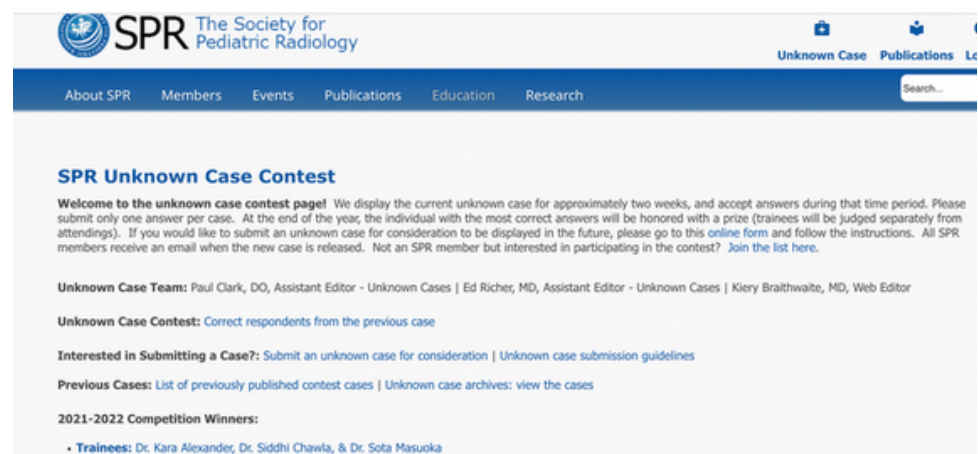 SPR The Society for
Pediatric Radiology
Unknown Case Publications
About SPR Members Events Publications Education Research
Search...
SPR Unknown Case Contest
Welcome to the unknown case contest page! We display the current unknown case for approximately two weeks, and accept answers during that time period. Please
submit only one answer per case. At the end of the year, the individual with the most correct answers will be honored with a prize (trainees will be judged separately from
attendings). If you would like to submit an unknown case for consideration to be displayed in the future, please go to this online form and follow the instructions. All SPR
members receive an email when the new case is released. Not an SPR member but interested in participating in the contest? Join the list here.
Unknown Case Team: Paul Clark, DO, Assistant Editor - Unknown Cases | Ed Richer, MD, Assistant Editor - Unknown Cases | Kiery Braithwaite, MD, Web Editor
Unknown Case Contest: Correct respondents from the previous case
Interested in Submitting a Case?: Submit an unknown case for consideration | Unknown case submission guidelines
Previous Cases: List of previously published contest cases | Unknown case archives: view the cases
2021-2022 Competition Winners:
• Trainees: Dr. Kara Alexander, Dr. Siddhi Chawla, & Dr. Sota Masuoka